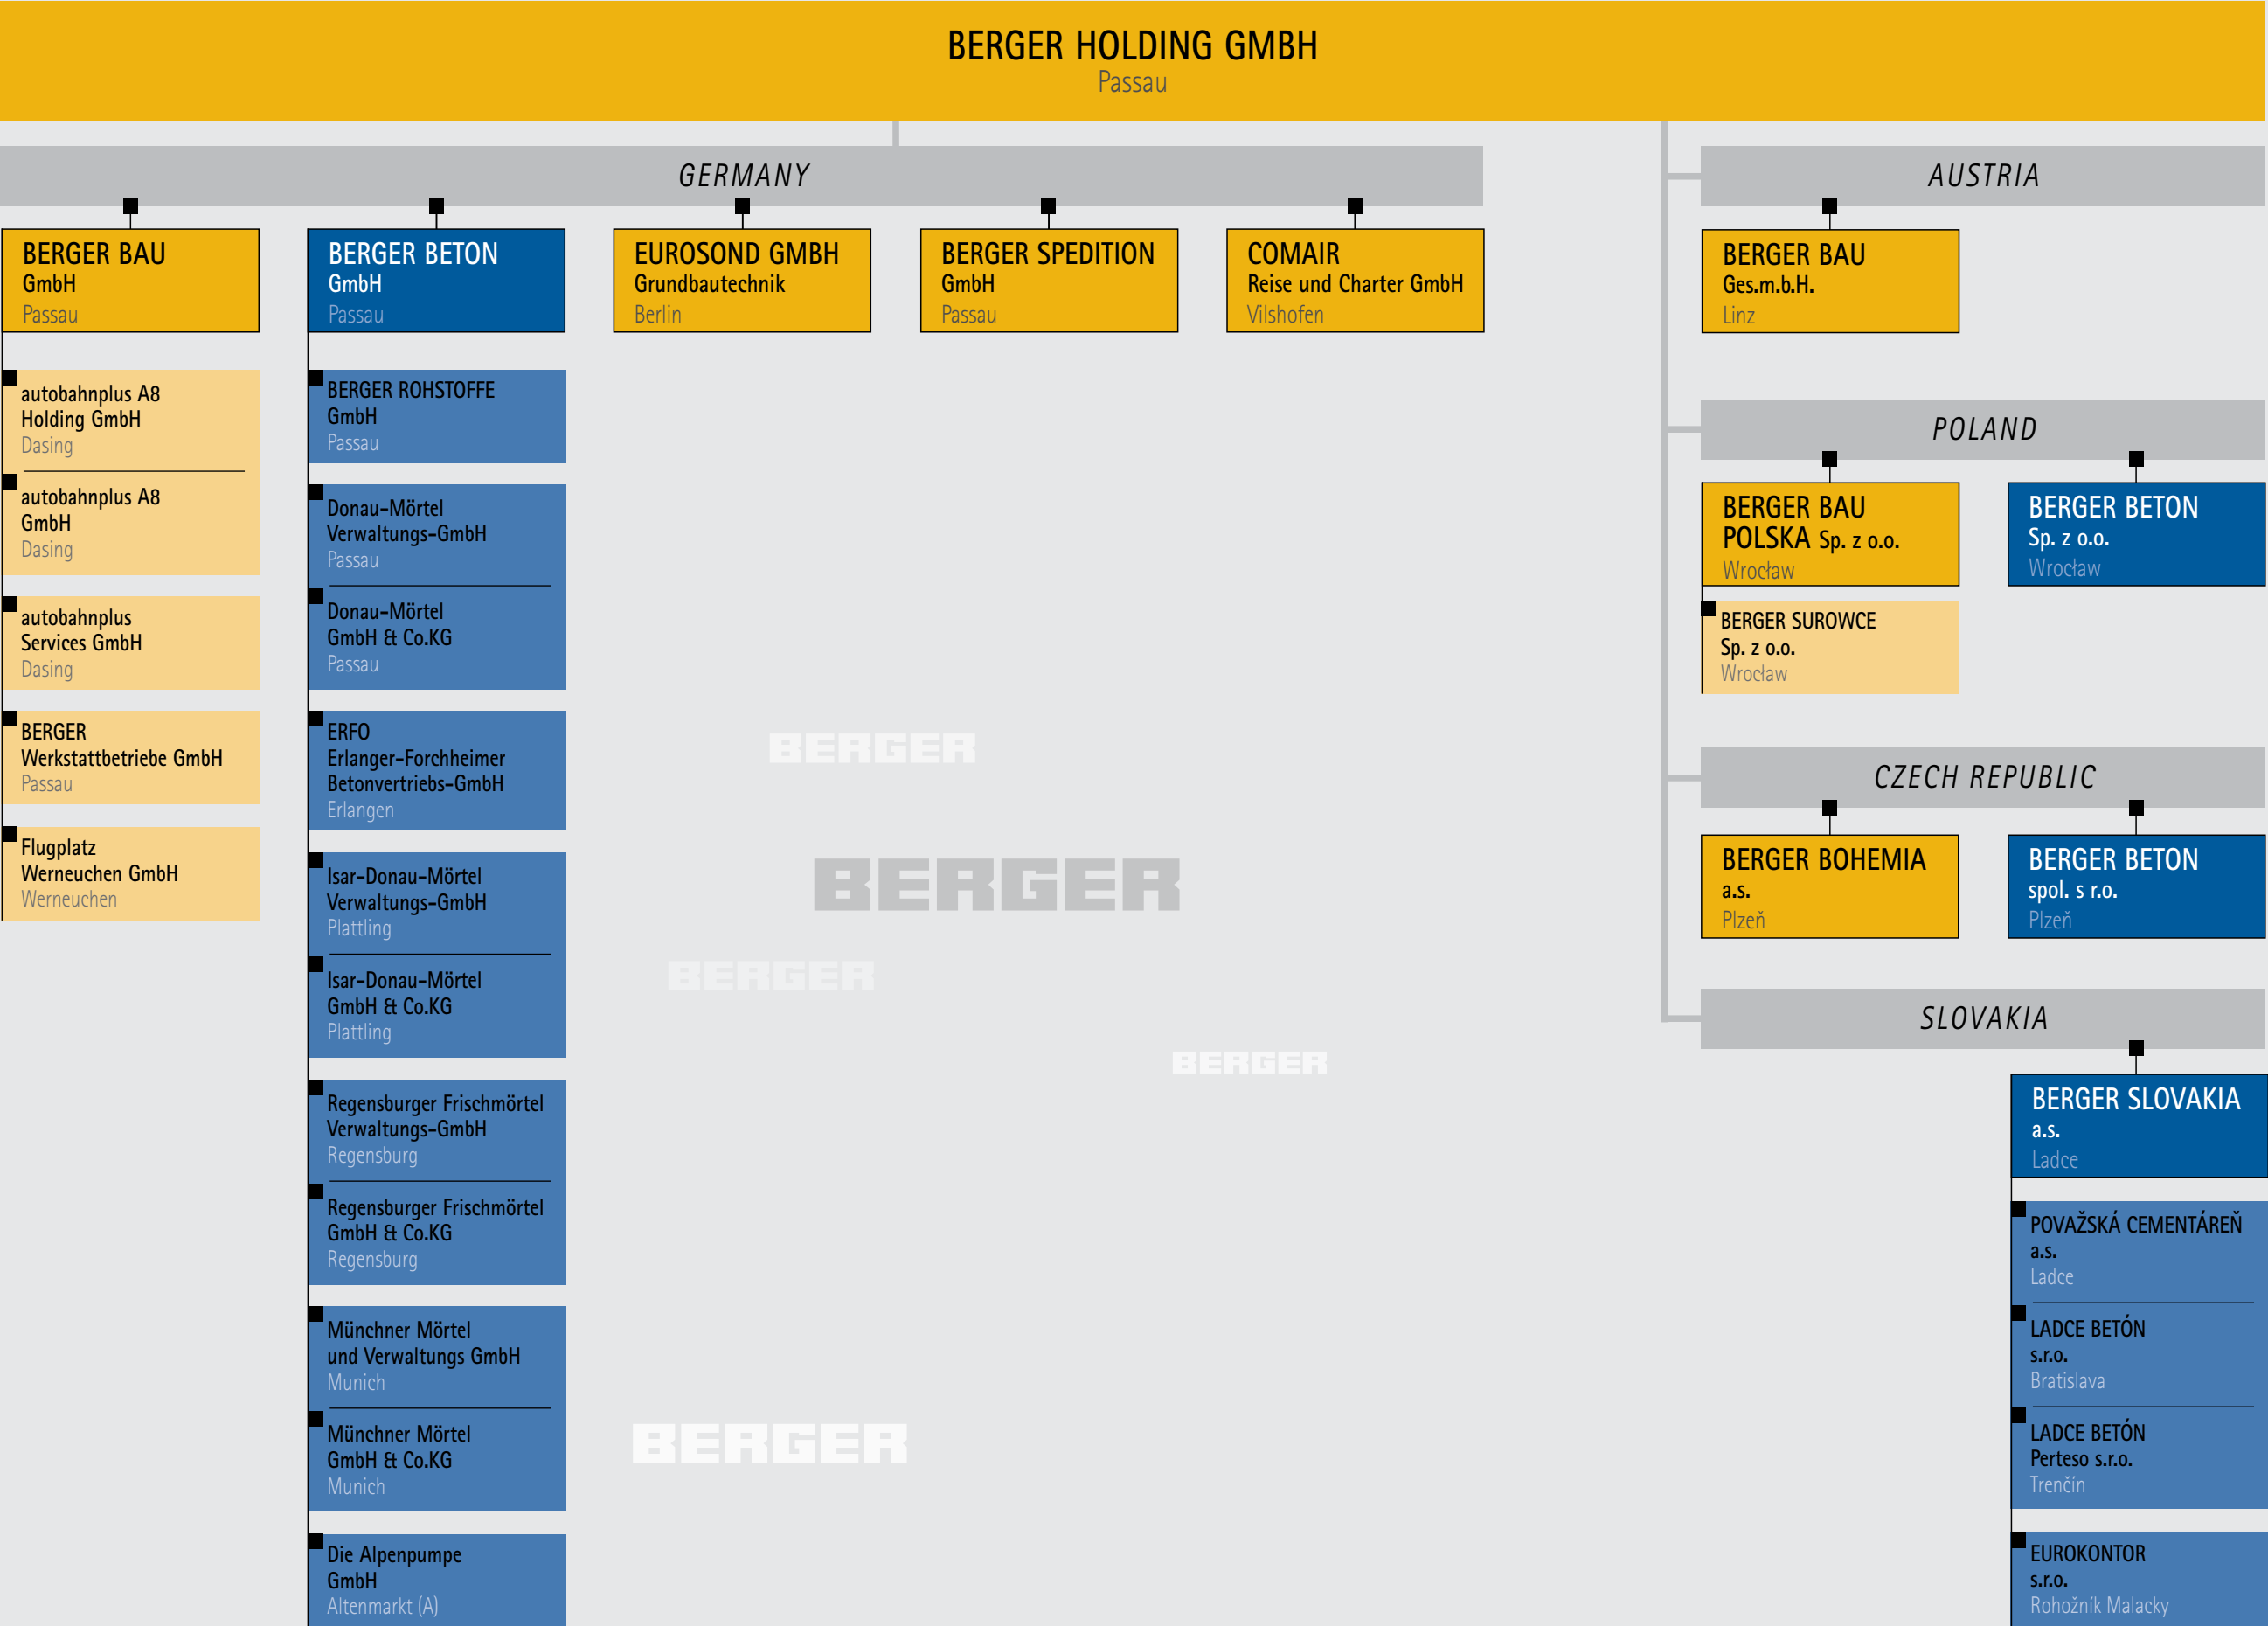 BERGER HOLDING GMBH
Passau
GERMANY
BERGER BAU
GmbH
Passau
autobahnplus A8
Holding GmbH
Dasing
autobahnplus A8
GmbH
Dasing
autobahnplus
Services GmbH
Dasing
BERGER
Werkstattbetriebe GmbH
Passau
Flugplatz
Werneuchen GmbH
Werneuchen
BERGER BETON
GmbH
Passau
BERGER ROHSTOFFE
GmbH
Passau
Donau-Mörtel
Verwaltungs-GmbH
Passau
Donau-Mörtel
GmbH & Co.KG
Passau
ERFO
Erlanger-Forchheimer
Betonvertriebs-GmbH
Erlangen
Isar-Donau-Mörtel
Verwaltungs-GmbH
Plattling
Isar-Donau-Mörtel
GmbH & Co.KG
Plattling
Regensburger Frischmörtel
Verwaltungs-GmbH
Regensburg
Regensburger Frischmörtel
GmbH & Co.KG
Regensburg
Münchner Mörtel
und Verwaltungs GmbH
Munich
Münchner Mörtel
GmbH & Co.KG
Munich
Die Alpenpumpe
GmbH
Altenmarkt (A)
EUROSOND GMBH
Grundbautechnik
Berlin
BERGER SPEDITION
GmbH
Passau
COMAIR
Reise und Charter GmbH
Vilshofen
BERGER
BERGER
BERGER
BERGER
BERGER
AUSTRIA
BERGER BAU
Ges.m.b.H.
Linz
POLAND
BERGER BAU
POLSKA Sp. z o.o.
Wrocław
BERGER SUROWCE
Sp. z o.o.
Wrocław
BERGER BETON
Sp. z o.o.
Wrocław
CZECH REPUBLIC
BERGER BOHEMIA
a.s.
Plzeň
BERGER BETON
spol. s r.o.
Plzeň
SLOVAKIA
BERGER SLOVAKIA
a.s.
Ladce
POVAŽSKÁ CEMENTÁREŇ
a.s.
Ladce
LADCE BETÓN
s.r.o.
Bratislava
LADCE BETÓN
Perteso s.r.o.
Trenčín
EUROKONTOR
s.r.o.
Rohožník Malacky